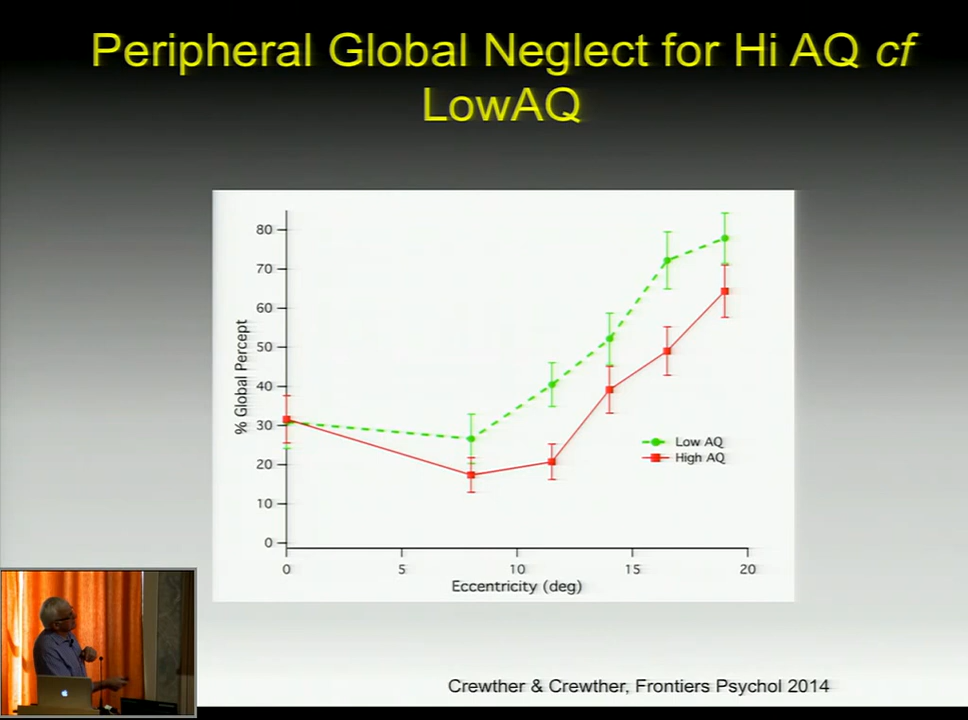 Peripheral Global Neglect for Hi AQ cf
LowAQ
% Global Percept
80
70
60
50
40
30
20
10
0
Low AQ
High AQ
0 5 10 15 20
Eccentricity (deg)
Crewther & Crewther, Frontiers Psychol 2014